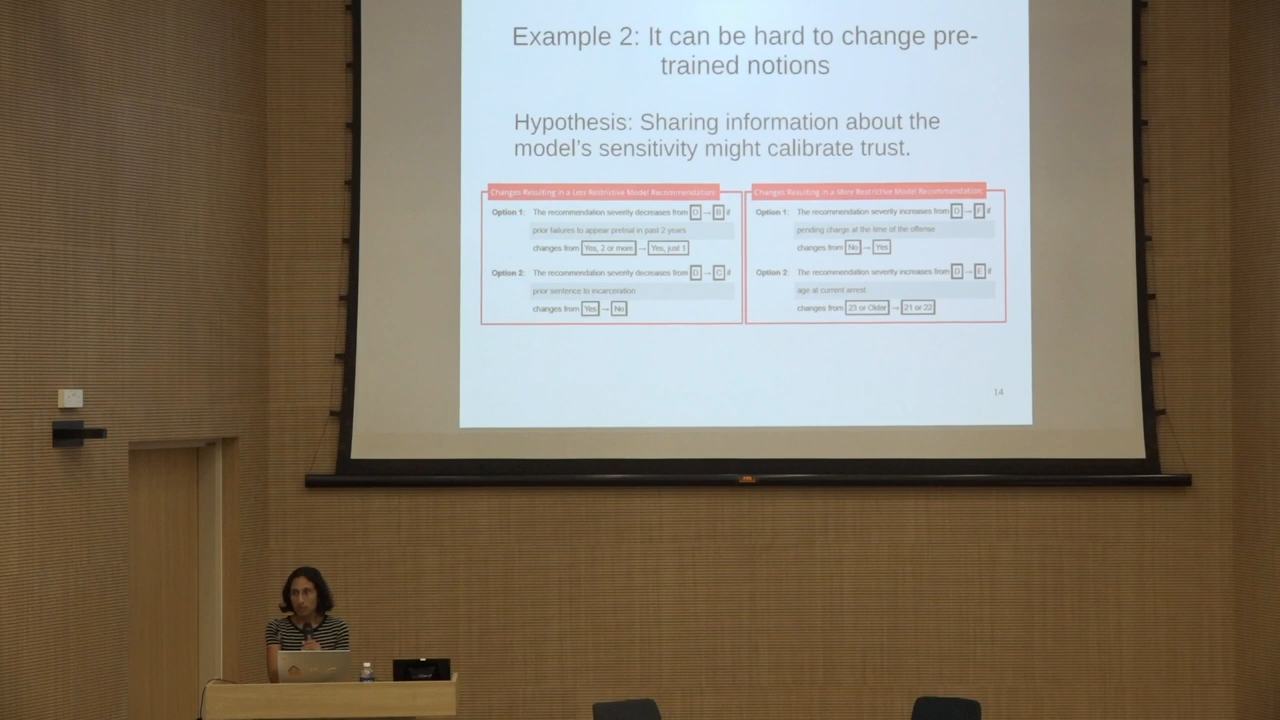 Example 2: It can be hard to change pre-
trained notions
Hypothesis: Sharing information about the
model's sensitivity might calibrate trust.
Changes Resulting in a Less Restrictive Model Recommendation
Option 1: The recommendation severity decreases from D → B if
prior failures to appear pretrial in past 2 years
changes from Yes, 2 or more → Yes, just 1
Option 2: The recommendation severity decreases from D → C if
prior sentence to incarceration
changes from Yes → No
Changes Resulting in a More Restrictive Model Recommendation
Option 1: The recommendation severity increases from D → F if
pending charge at the time of the offense
changes from No → Yes
Option 2: The recommendation severity increases from D → E if
age at current arrest
changes from 23 or Older → 21 or 22
14